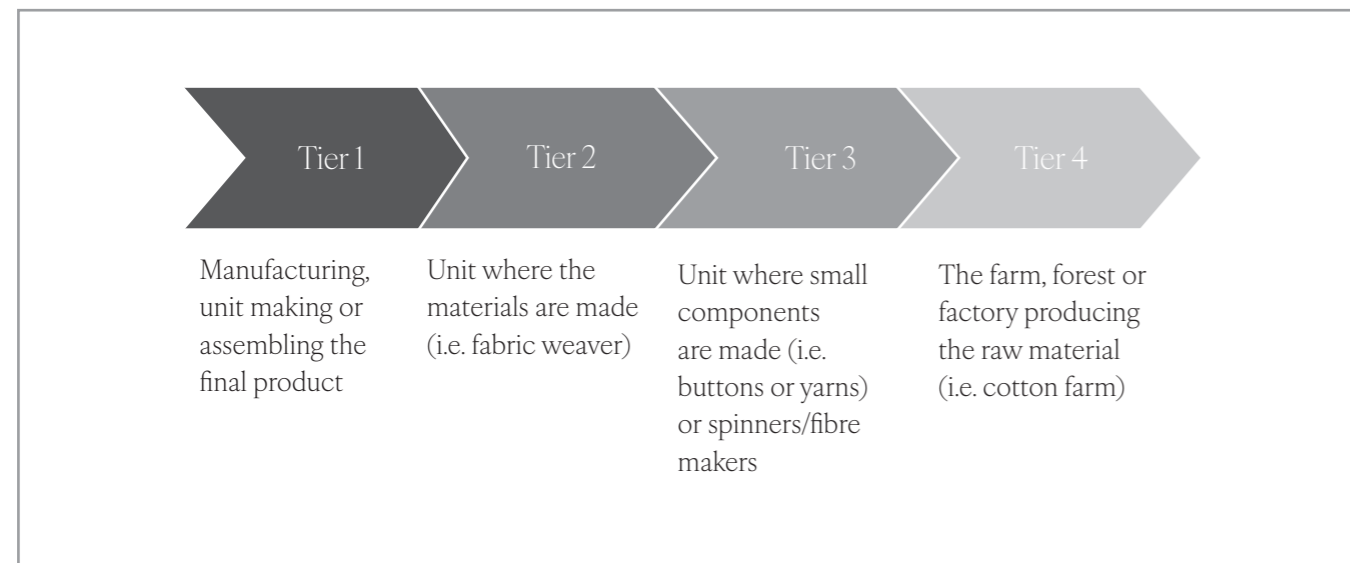 Tier 1
Tier 2
Tier 3
Tier 4
Manufacturing,
unit making or
assembling the
final product
Unit where the
materials are made
(i.e. fabric weaver)
Unit where small
components
are made (i.e.
buttons or yarns)
or spinners/fibre
makers
The farm, forest or
factory producing
the raw material
(i.e. cotton farm)